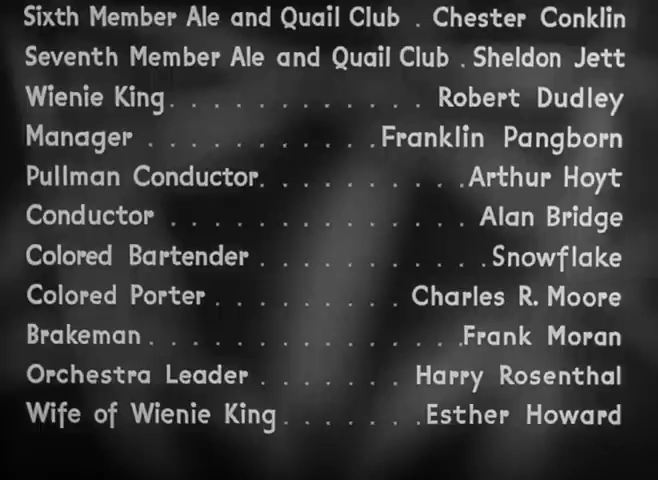 Sixth Member Ale and Quail Club . Chester Conklin
Seventh Member Ale and Quail Club . Sheldon Jett
Wienie King. . . . . . . . . . . . Robert Dudley
Manager . . . . . . . . . . . Franklin Pangborn
Pullman Conductor. . . . . . . . . . Arthur Hoyt
Conductor . . . . . . . . . . . . . . Alan Bridge
Colored Bartender . . . . . . . . . . . Snowflake
Colored Porter . . . . . . . . . Charles R. Moore
Brakeman . . . . . . . . . . . . . . . Frank Moran
Orchestra Leader . . . . . . . Harry Rosenthal
Wife of Wienie King. . . . . . . Esther Howard